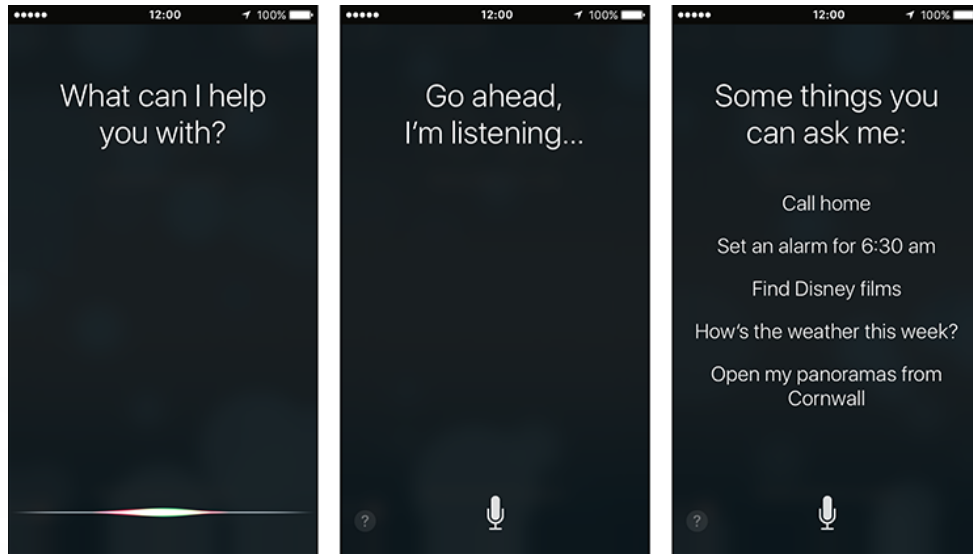 12:00
100%
What can I help
you with?
12:00
100%
Go ahead,
I'm listening...
?
12:00
100%
Some things you
can ask me:
Call home
Set an alarm for 6:30 am
Find Disney films
How's the weather this week?
Open my panoramas from
Cornwall
?